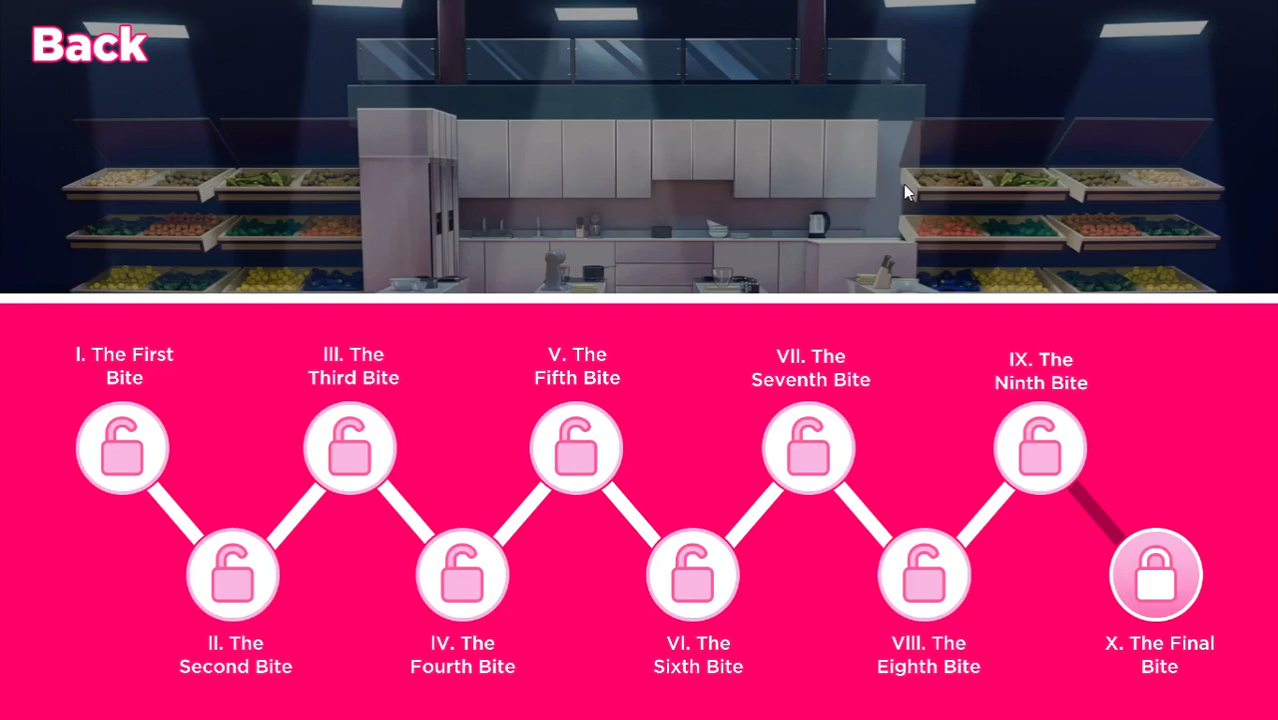 Back
I. The First
Bite
III. The
Third Bite
V. The
Fifth Bite
VII. The
Seventh Bite
IX. The
Ninth Bite
II. The
Second Bite
IV. The
Fourth Bite
VI. The
Sixth Bite
VIII. The
Eighth Bite
X. The Final
Bite